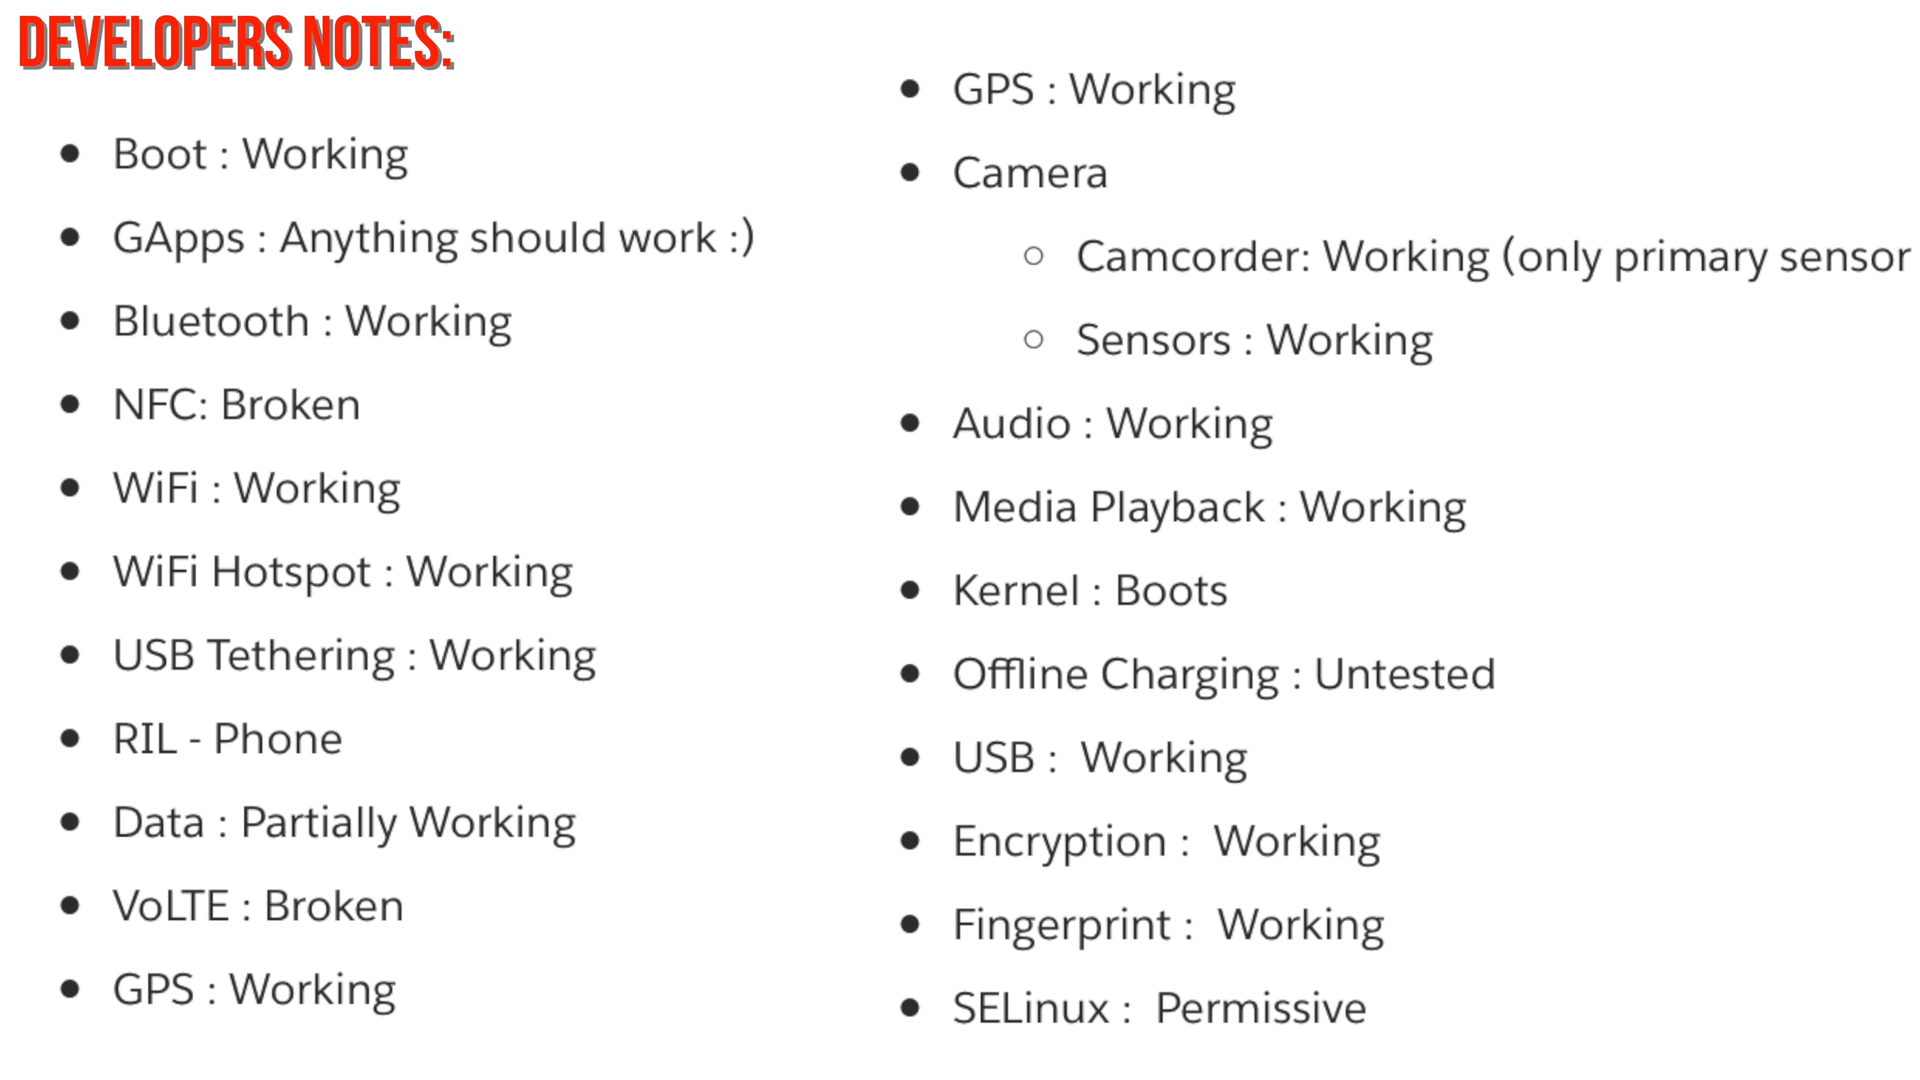 DEVELOPERS NOTES:
Boot : Working
GApps : Anything should work :)
Bluetooth : Working
NFC: Broken
WiFi : Working
WiFi Hotspot : Working
USB Tethering : Working
RIL - Phone
Data : Partially Working
VoLTE : Broken
GPS : Working
GPS : Working
Camera
Camcorder: Working (only primary sensor
Sensors : Working
Audio : Working
Media Playback : Working
Kernel : Boots
Offline Charging : Untested
USB :  Working
Encryption :  Working
Fingerprint :  Working
SELinux :  Permissive